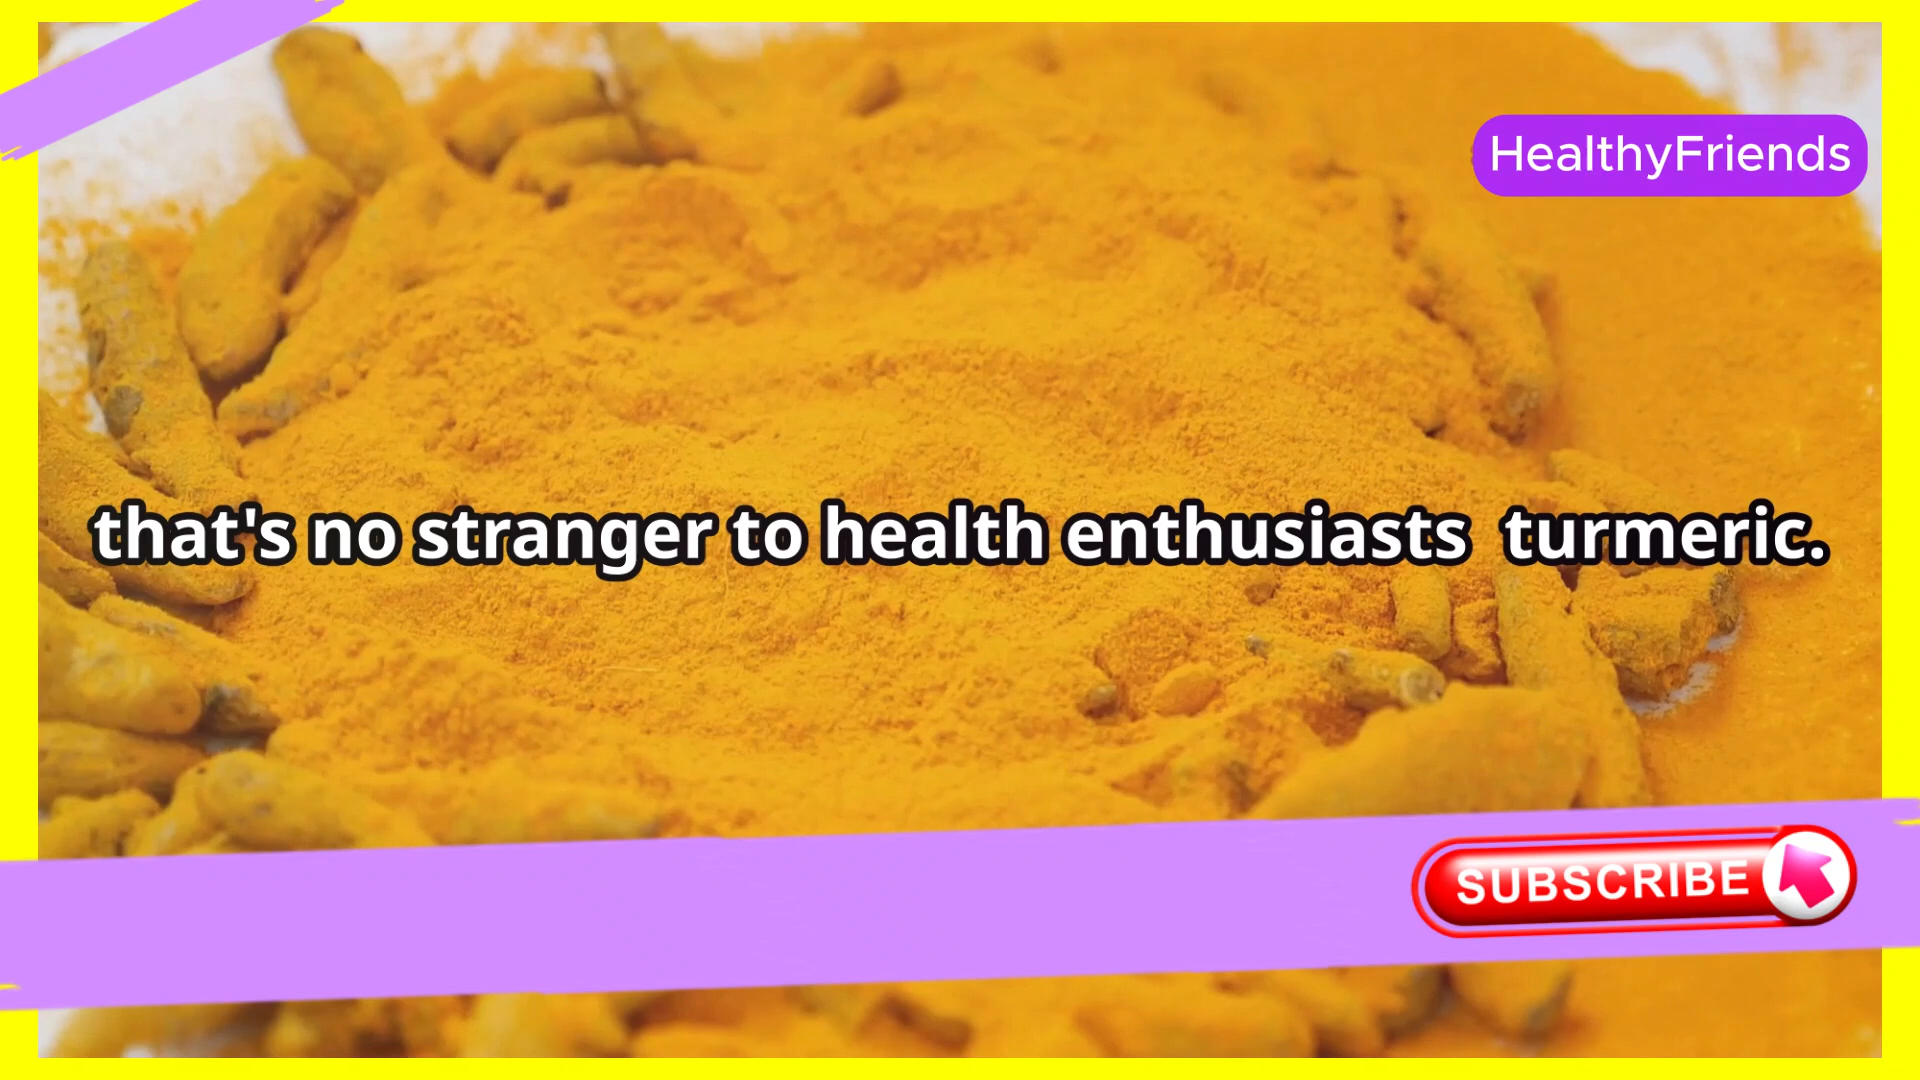 HealthyFriends
that's no stranger to health enthusiasts  turmeric.
SUBSCRIBE